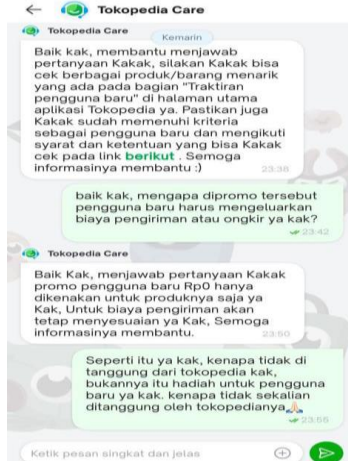 Tokopedia Care
Tokopedia Care
Kemarin
Baik kak, membantu menjawab
pertanyaan Kakak, silakan Kakak bisa
cek berbagai produk/barang menarik
yang ada pada bagian "Traktiran
pengguna baru" di halaman utama
aplikasi Tokopedia ya. Pastikan juga
Kakak sudah memenuhi kriteria
sebagai pengguna baru dan mengikuti
syarat dan ketentuan yang bisa Kakak
cek pada link berikut . Semoga
informasinya membantu :)
23:38
baik kak, mengapa dipromo tersebut
pengguna baru harus mengeluarkan
biaya pengiriman atau ongkir ya kak?
23:42
Tokopedia Care
Baik Kak, menjawab pertanyaan Kakak
promo pengguna baru Rp0 hanya
dikenakan untuk produknya saja ya
Kak, Untuk biaya pengiriman akan
tetap menyesuaian ya Kak, Semoga
informasinya membantu.
23:50
Seperti itu ya kak, kenapa tidak di
tanggung dari tokopedia kak,
bukannya itu hadiah untuk pengguna
baru ya kak. kenapa tidak sekalian
ditanggung oleh tokopedianya🙏🏻
23:56
Ketik pesan singkat dan jelas